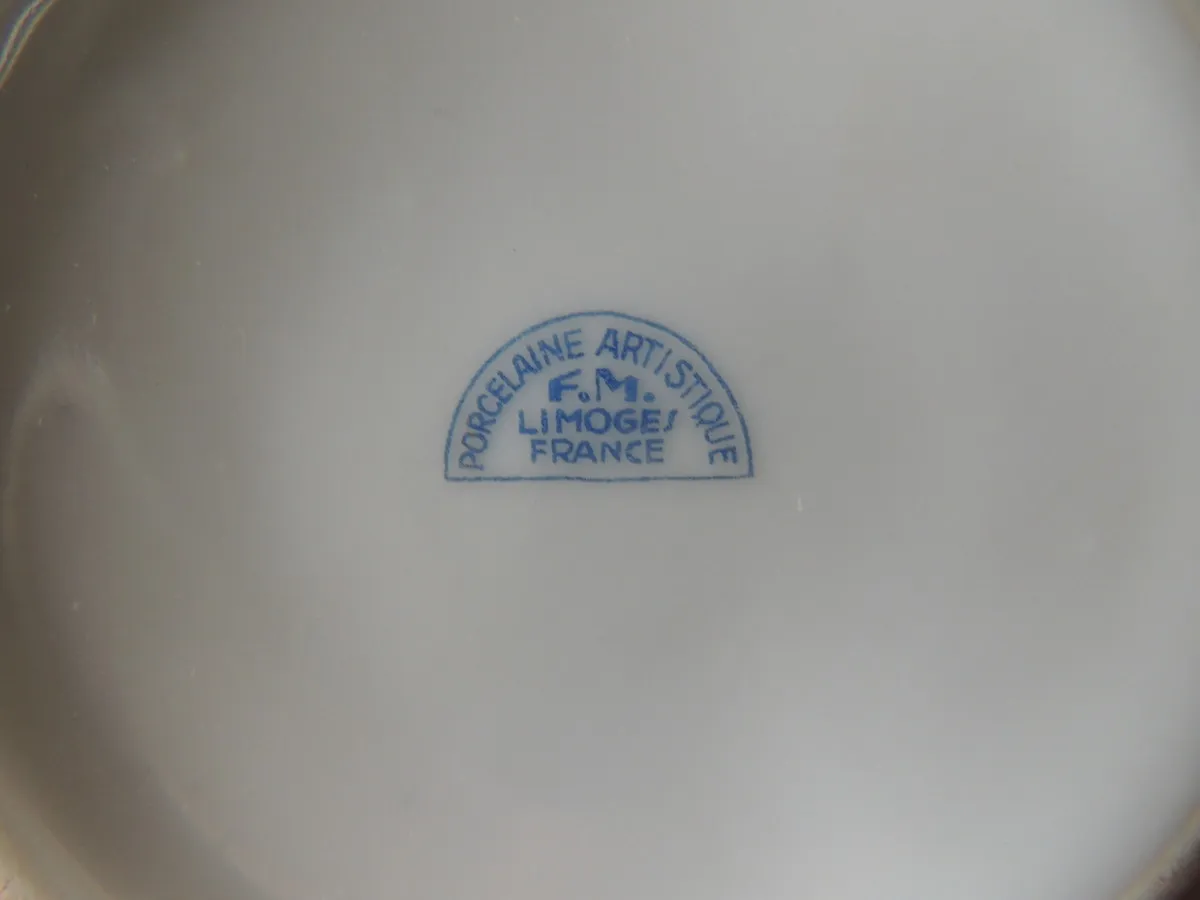 PORCELAINE ARTISTIQUE
F.M.
LIMOGES
FRANCE